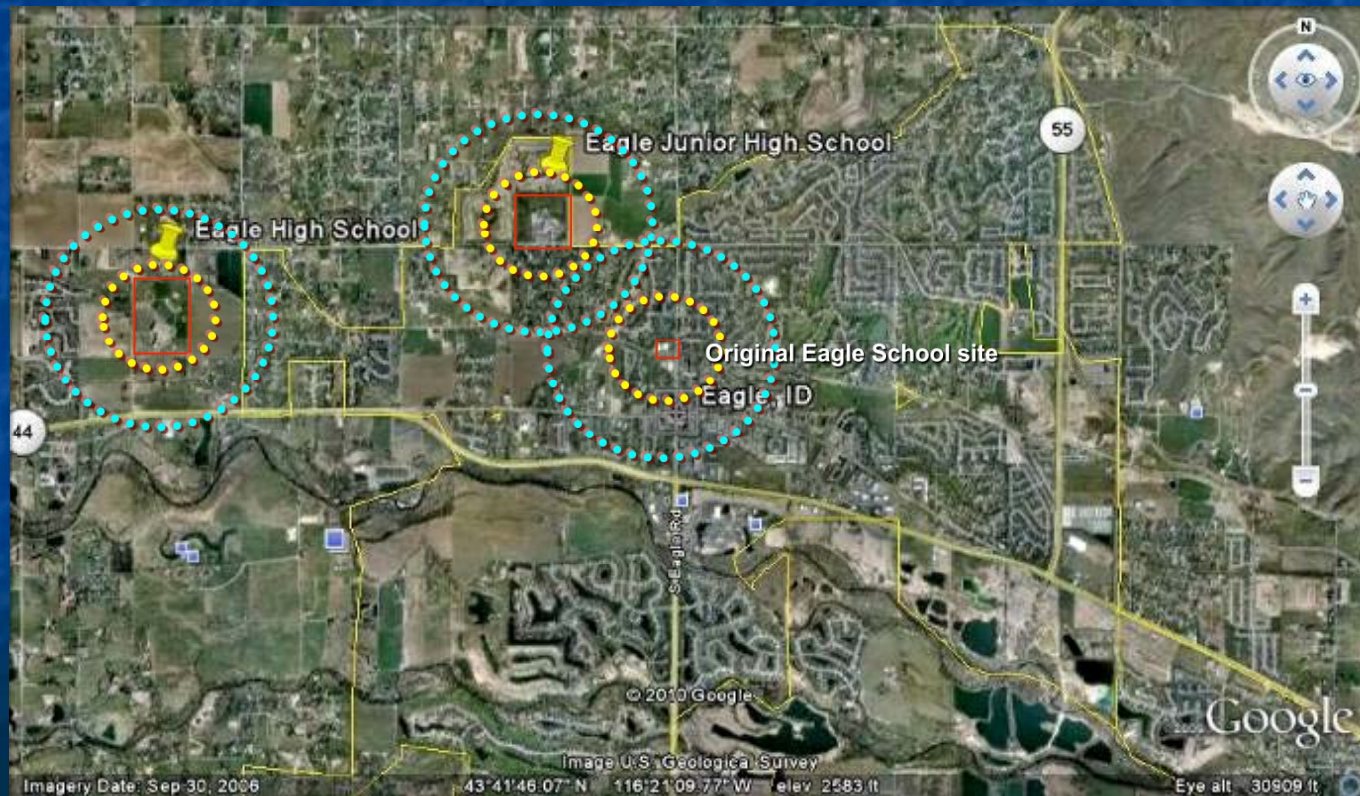 N
55
Eagle Junior High School
Eagle High School
Original Eagle School site
Eagle, ID
44
S Eagle Rd
© 2010 Google
Google
Image U.S. Geological Survey
Imagery Date: Sep 30, 2006
43°41'46.07" N 116°21'09.77" W elev 2583 ft
Eye alt 30909 ft